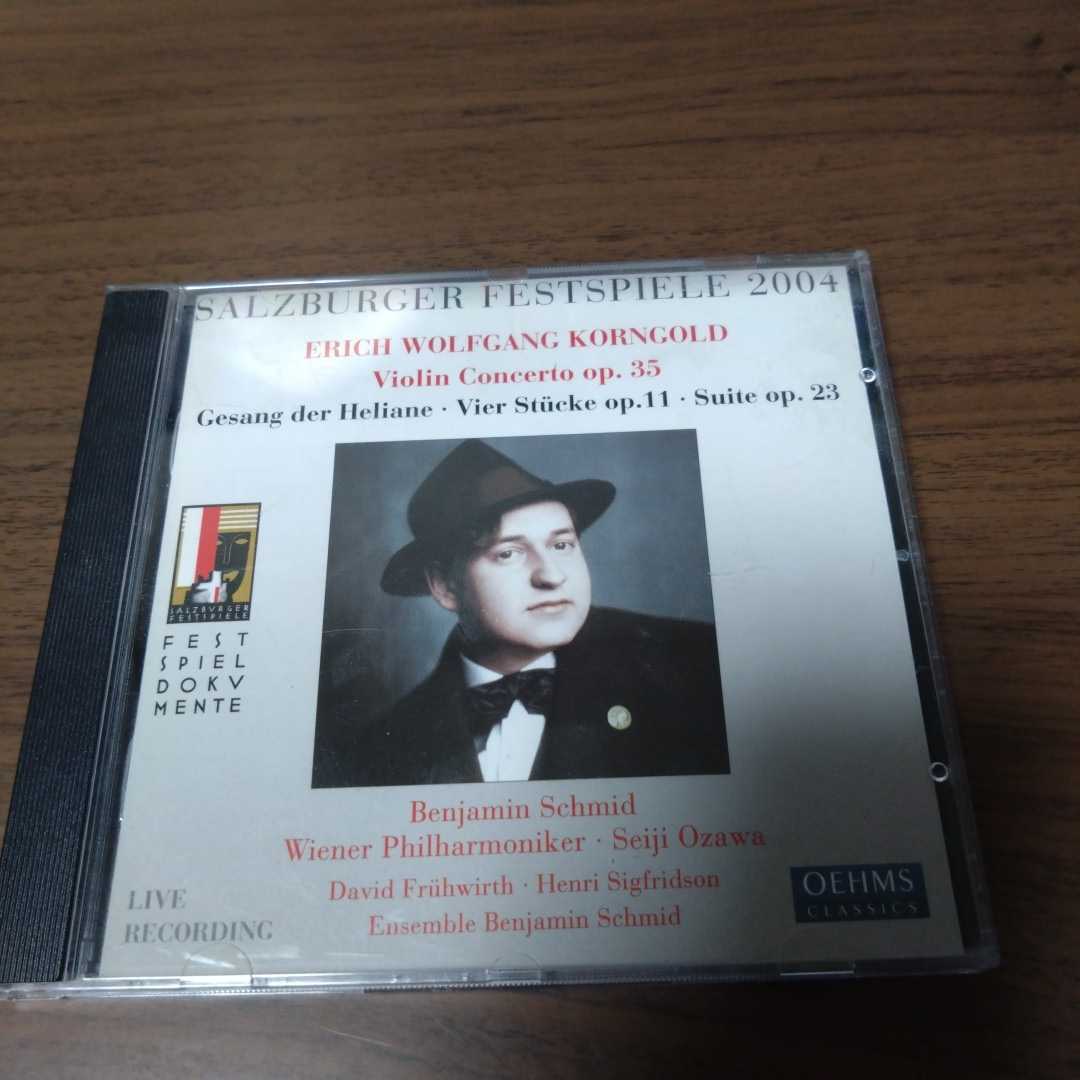 SALZBURGER FESTSPIELE 2004
ERICH WOLFGANG KORNGOLD
Violin Concerto op. 35
Gesang der Heliane · Vier Stücke op.11 · Suite op. 23
SALZBVRGER
FESTSPIELE
FEST
SPIEL
DOKV
MENTE
Benjamin Schmid
Wiener Philharmoniker · Seiji Ozawa
David Frühwirth · Henri Sigfridson
Ensemble Benjamin Schmid
LIVE
RECORDING
OEHMS
CLASSICS